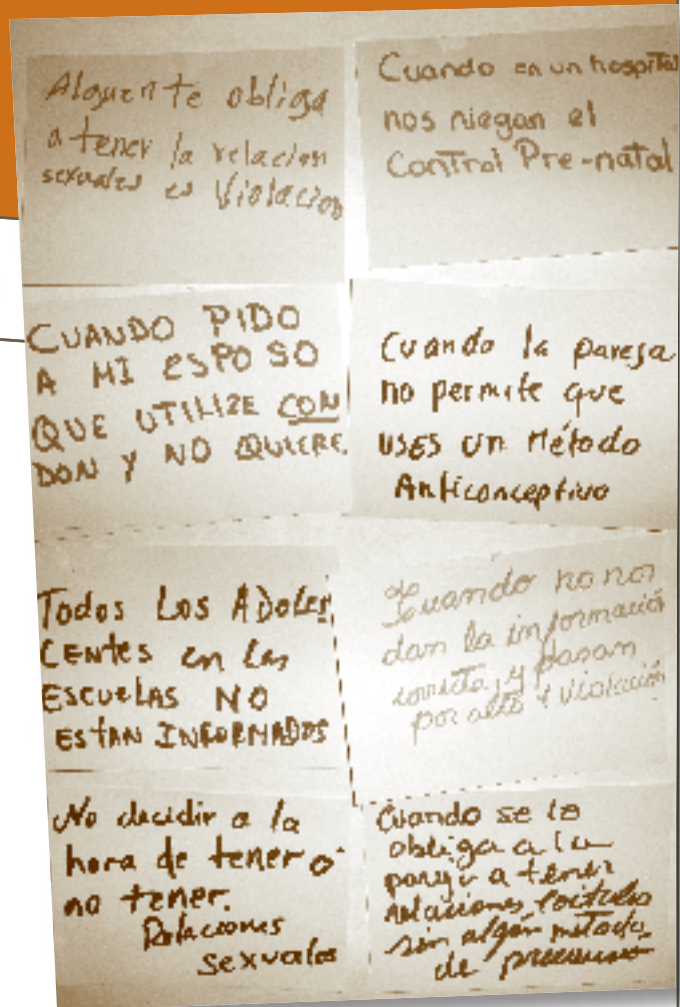 Alguen te obliga
a tener la relacion
sexuales es Violacion
Cuando en un hospital
nos niegan el
Control Pre-natal
CUANDO PIDO
A MI ESPOSO
QUE UTILIZE CON
DON Y NO QUIERE.
Cuando la pareja
no permite que
USES un Método
Anticonceptivo
Todos Los ADoles
CENtes en las
ESCUELAS NO
EStAN INFORMADOS
Cuando no nos
dan la información
correcta, y pasan
por alto violación
No decidir a la
hora de tener o
no tener.
Relaciones
sexuales
Cuando se le
obliga a la
pareja a tener
relaciones
sin algún método
de